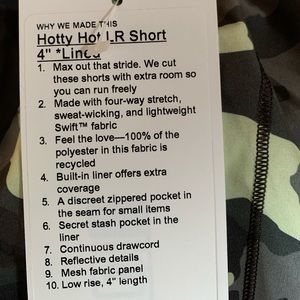 WHY WE MADE THIS
Hotty Hot LR Short
4" *Lined
1. Max out that stride. We cut
these shorts with extra room so
you can run freely
2. Made with four-way stretch,
sweat-wicking, and lightweight
Swift™ fabric
3. Feel the love—100% of the
polyester in this fabric is
recycled
4. Built-in liner offers extra
coverage
5. A discreet zippered pocket in
the seam for small items
6. Secret stash pocket in the
liner
7. Continuous drawcord
8. Reflective details
9. Mesh fabric panel
10. Low rise, 4" length